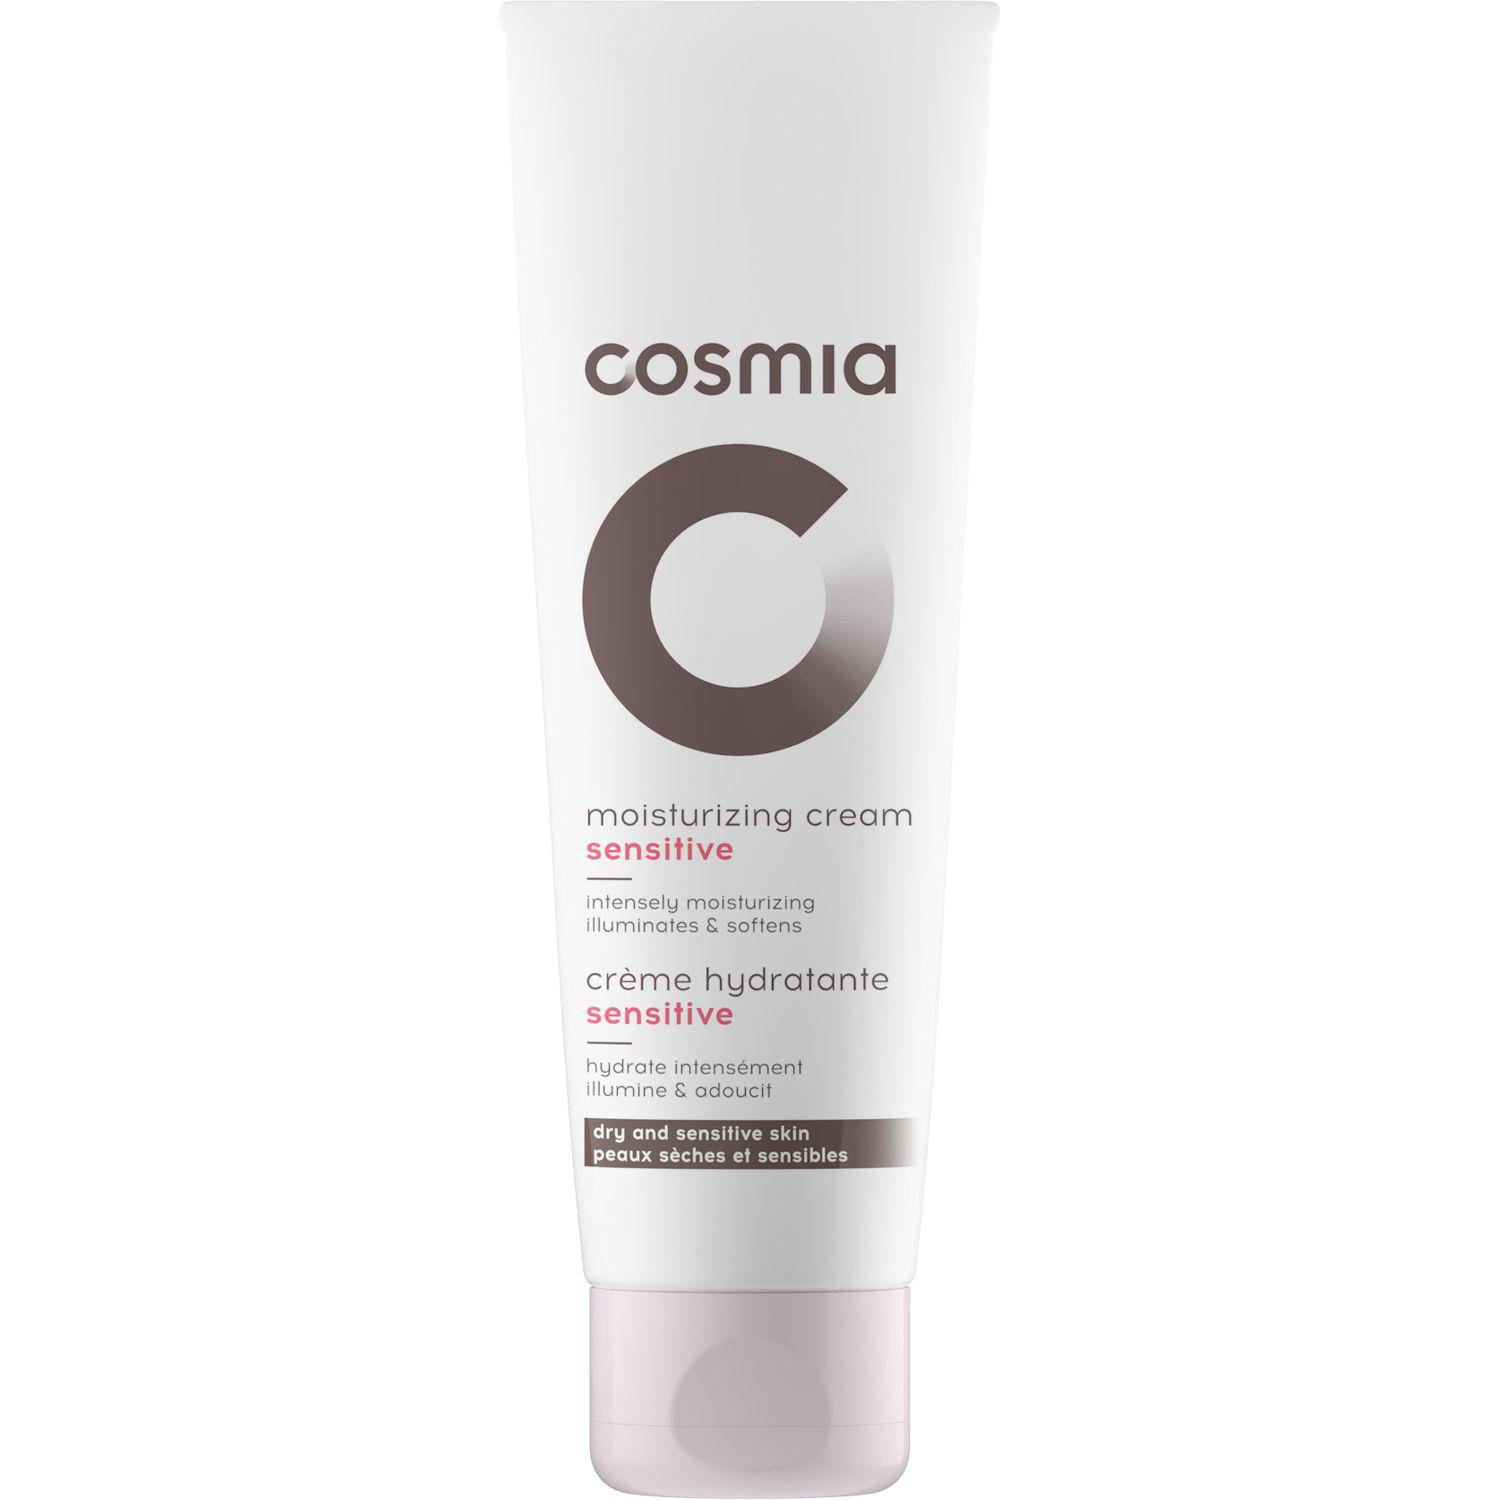 cosmia
moisturizing cream
sensitive
intensely moisturizing
illuminates & softens
crème hydratante
sensitive
hydrate intensément
illumine & adoucit
dry and sensitive skin
peaux sèches et sensibles